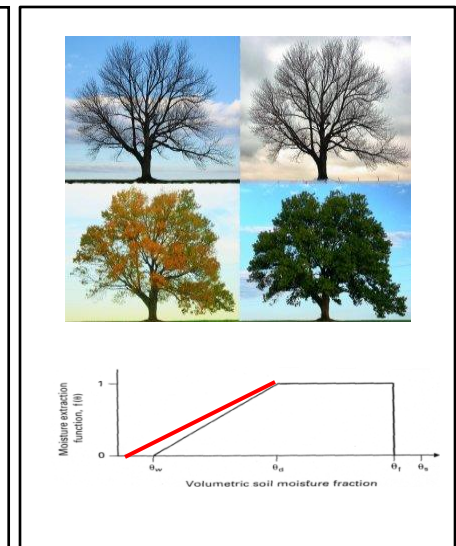 Moisture extraction
function, f(θ)
1
0
θw
θd
θf
θs
Volumetric soil moisture fraction